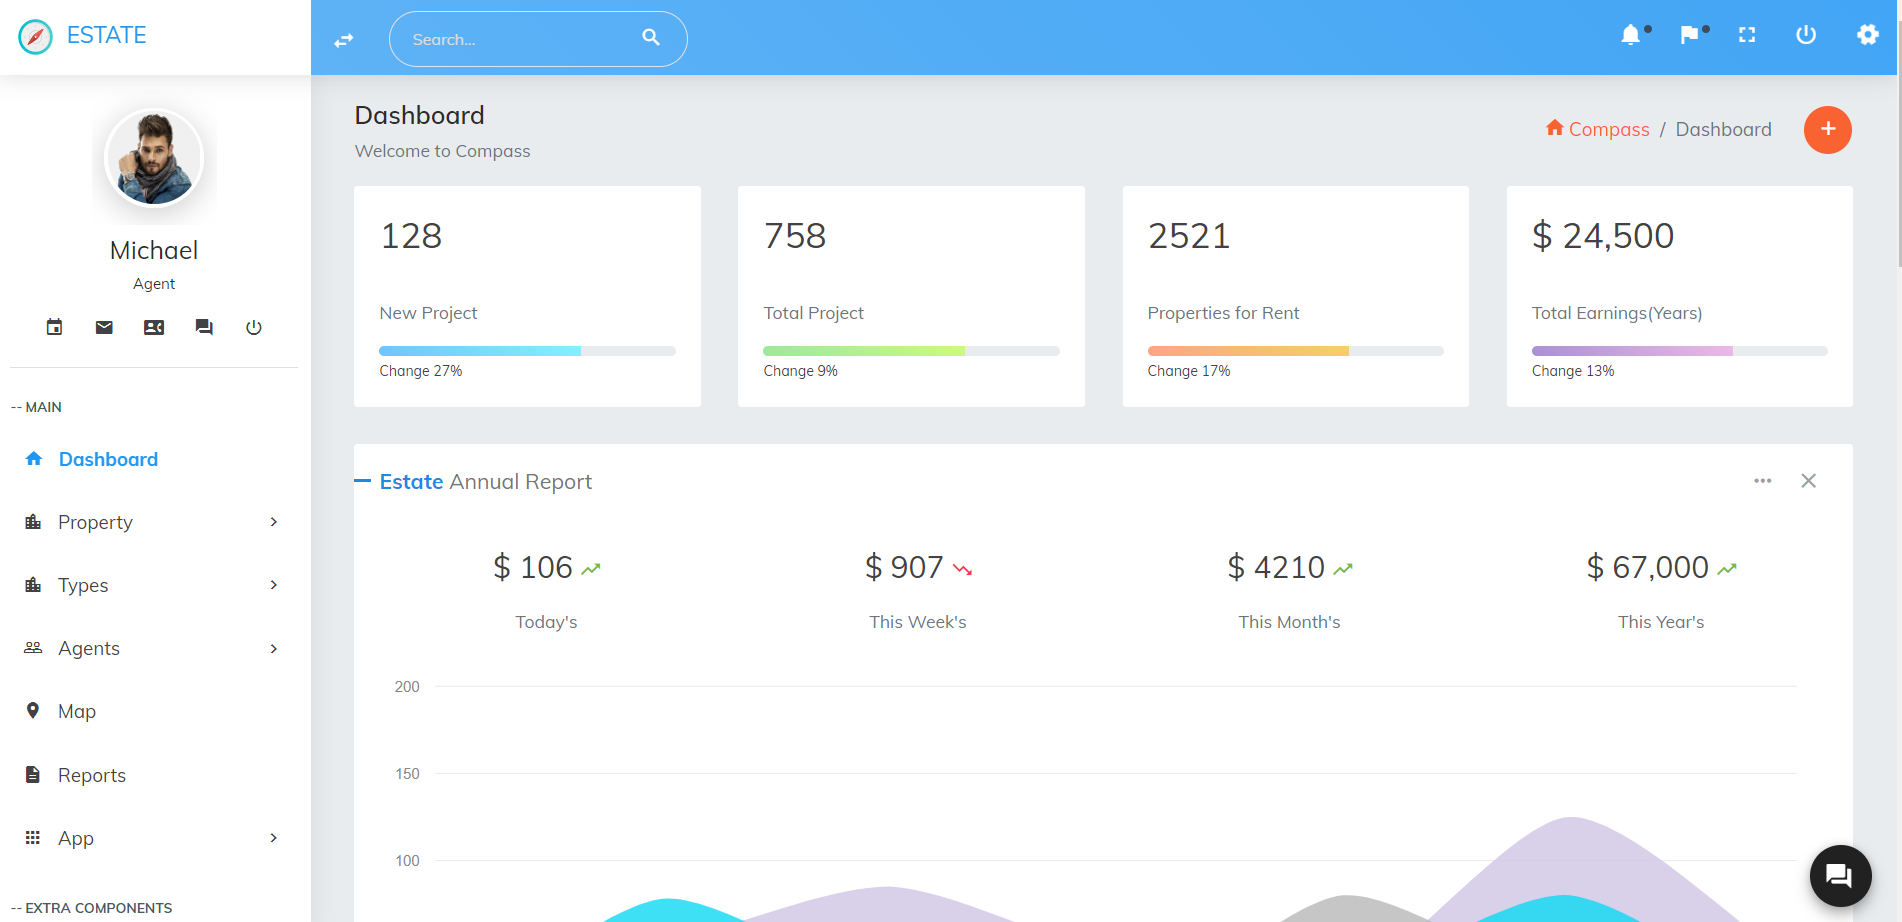 ESTATE
Search...
Michael
Agent
-- MAIN
Dashboard
Property
Types
Agents
Map
Reports
App
-- EXTRA COMPONENTS
Dashboard
Welcome to Compass
Compass / Dashboard
+
128
New Project
Change 27%
758
Total Project
Change 9%
2521
Properties for Rent
Change 17%
$ 24,500
Total Earnings(Years)
Change 13%
Estate Annual Report
$ 106
Today's
$ 907
This Week's
$ 4210
This Month's
$ 67,000
This Year's
200
150
100